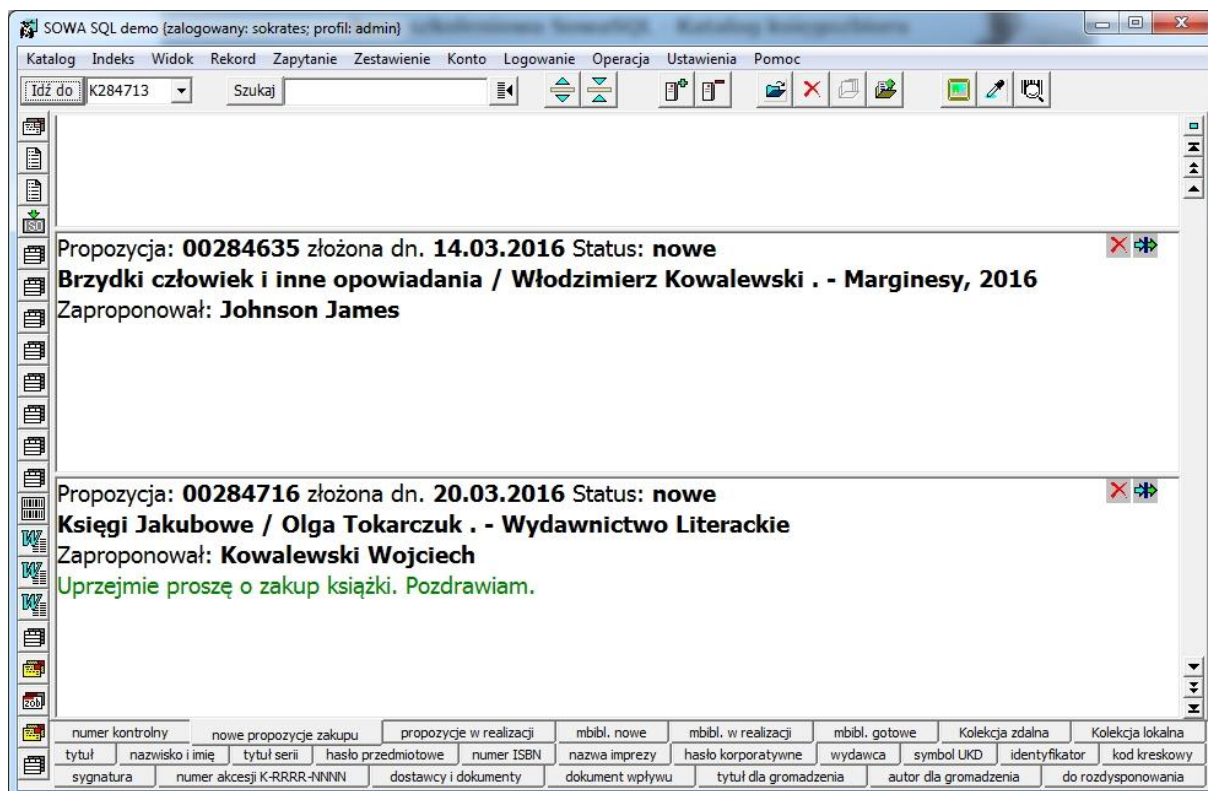 SOWA SQL demo {zalogowany: sokrates; profil: admin}
Katalog Indeks Widok Rekord Zapytanie Zestawienie Konto Logowanie Operacja Ustawienia Pomoc
Idź do K284713 Szukaj
ISO
Propozycja: 00284635 złożona dn. 14.03.2016 Status: nowe
Brzydki człowiek i inne opowiadania / Włodzimierz Kowalewski . - Marginesy, 2016
Zaproponował: Johnson James
Propozycja: 00284716 złożona dn. 20.03.2016 Status: nowe
Księgi Jakubowe / Olga Tokarczuk . - Wydawnictwo Literackie
Zaproponował: Kowalewski Wojciech
Uprzejmie proszę o zakup książki. Pozdrawiam.
zob
numer kontrolny nowe propozycje zakupu propozycje w realizacji mbibl. nowe mbibl. w realizacji mbibl. gotowe Kolekcja zdalna Kolekcja lokalna
tytuł nazwisko i imię tytuł serii hasło przedmiotowe numer ISBN nazwa imprezy hasło korporatywne wydawca symbol UKD identyfikator kod kreskowy
sygnatura numer akcesji K-RRRR-NNNN dostawcy i dokumenty dokument wpływu tytuł dla gromadzenia autor dla gromadzenia do rozdysponowania